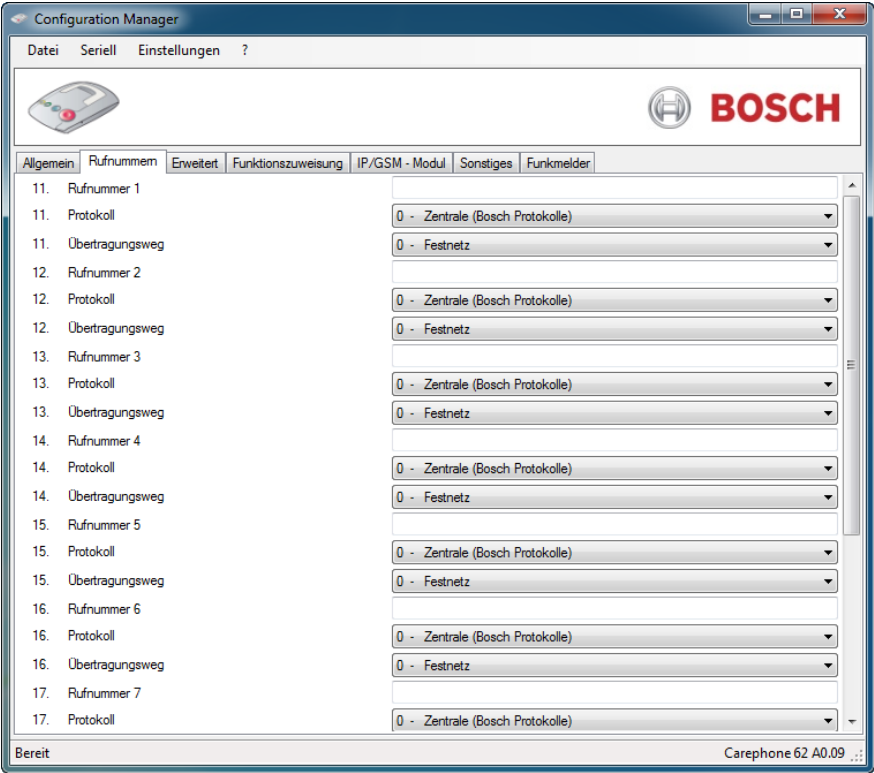 Configuration Manager
Datei Seriell Einstellungen ?
BOSCH
Allgemein Rufnummern Erweitert Funktionszuweisung IP/GSM - Modul Sonstiges Funkmelder
11. Rufnummer 1
11. Protokoll 0 - Zentrale (Bosch Protokolle)
11. Übertragungsweg 0 - Festnetz
12. Rufnummer 2
12. Protokoll 0 - Zentrale (Bosch Protokolle)
12. Übertragungsweg 0 - Festnetz
13. Rufnummer 3
13. Protokoll 0 - Zentrale (Bosch Protokolle)
13. Übertragungsweg 0 - Festnetz
14. Rufnummer 4
14. Protokoll 0 - Zentrale (Bosch Protokolle)
14. Übertragungsweg 0 - Festnetz
15. Rufnummer 5
15. Protokoll 0 - Zentrale (Bosch Protokolle)
15. Übertragungsweg 0 - Festnetz
16. Rufnummer 6
16. Protokoll 0 - Zentrale (Bosch Protokolle)
16. Übertragungsweg 0 - Festnetz
17. Rufnummer 7
17. Protokoll 0 - Zentrale (Bosch Protokolle)
Bereit Carephone 62 A0.09